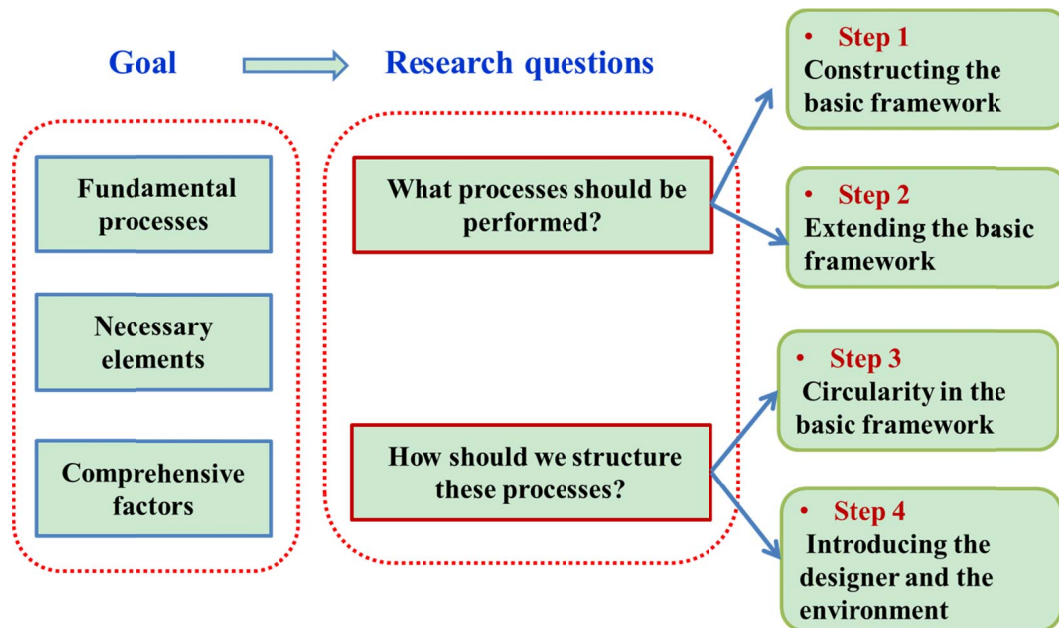 Goal
Research questions
Fundamental
processes
Necessary
elements
Comprehensive
factors
What processes should be
performed?
How should we structure
these processes?
• Step 1
Constructing the
basic framework
• Step 2
Extending the basic
framework
• Step 3
Circularity in the
basic framework
• Step 4
Introducing the
designer and the
environment